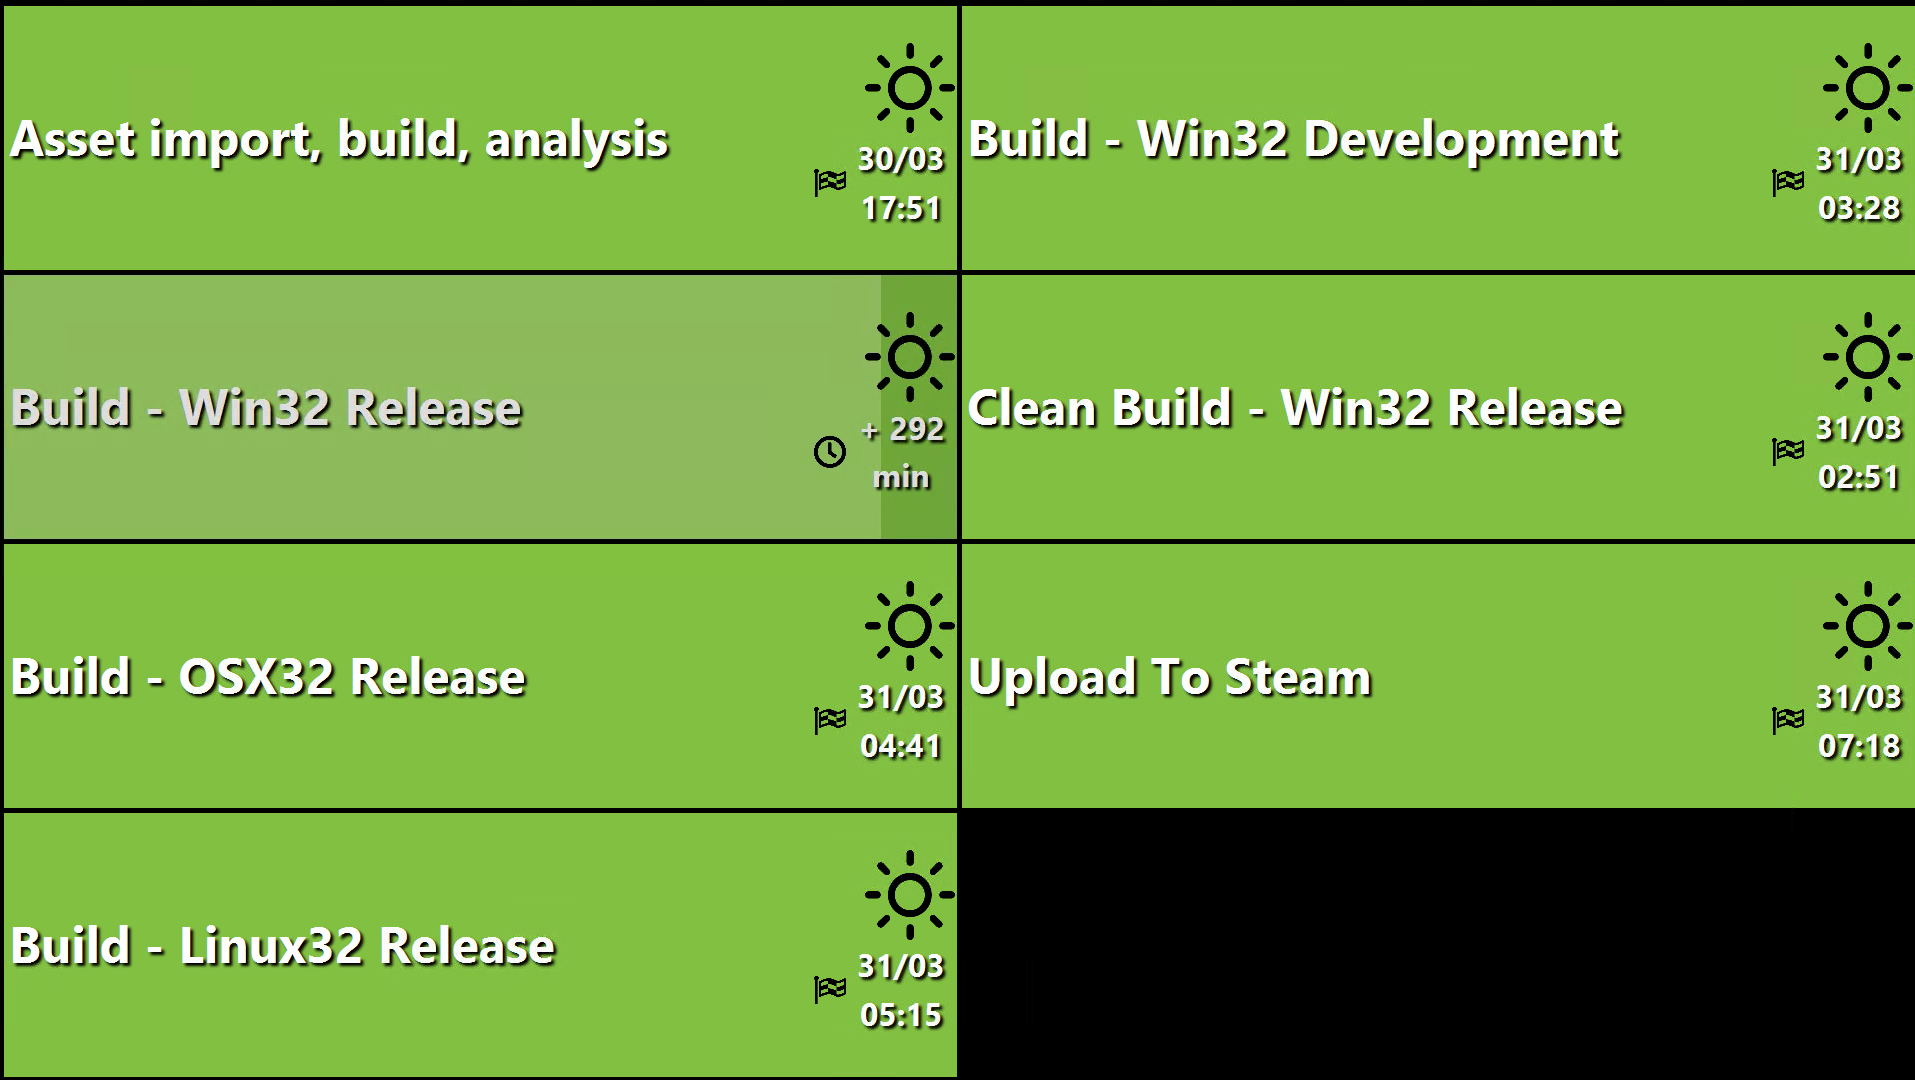 Asset import, build, analysis
30/03
17:51
Build - Win32 Development
31/03
03:28
Build - Win32 Release
+ 292
min
Clean Build - Win32 Release
31/03
02:51
Build - OSX32 Release
31/03
04:41
Upload To Steam
31/03
07:18
Build - Linux32 Release
31/03
05:15